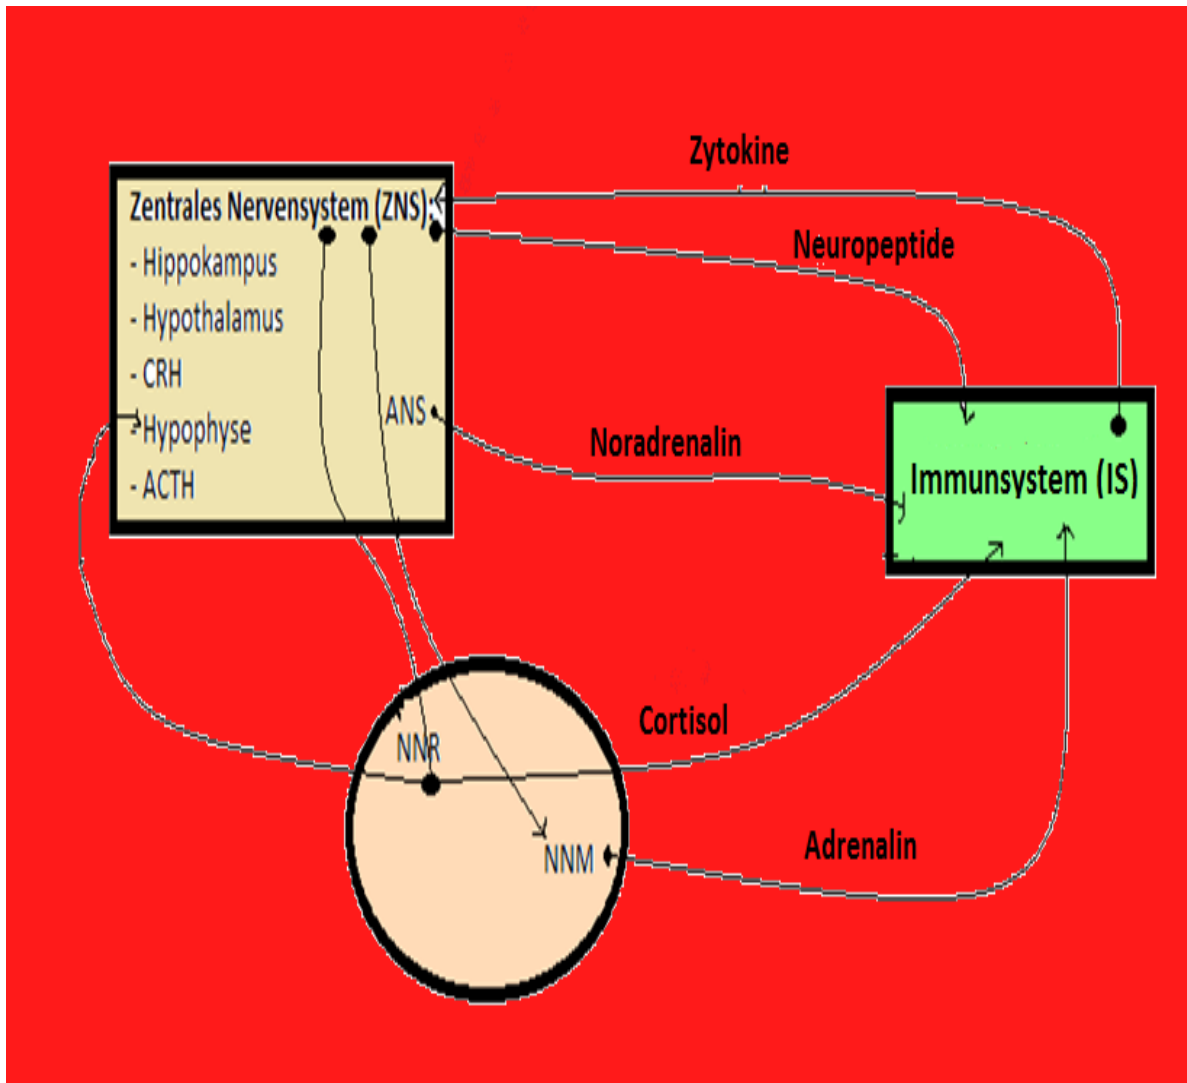 Zytokine
Zentrales Nervensystem (ZNS):
Neuropeptide
- Hippokampus
- Hypothalamus
- CRH
- Hypophyse
- ACTH
ANS
Noradrenalin
Immunsystem (IS)
Cortisol
NNR
NNM
Adrenalin